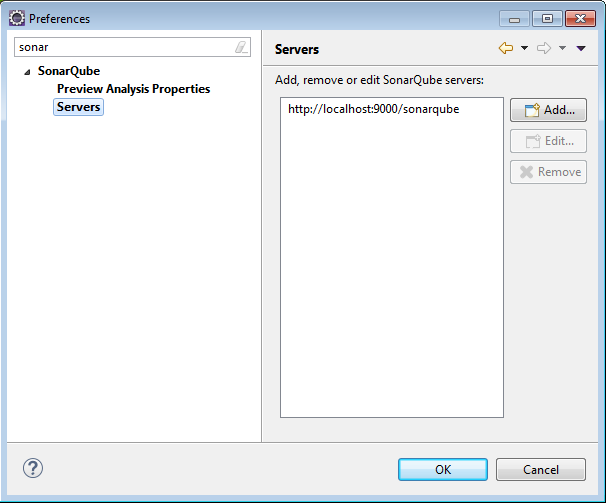 Preferences
sonar
SonarQube
Preview Analysis Properties
Servers
Servers
Add, remove or edit SonarQube servers:
http://localhost:9000/sonarqube
Add...
Edit...
Remove
?
OK
Cancel